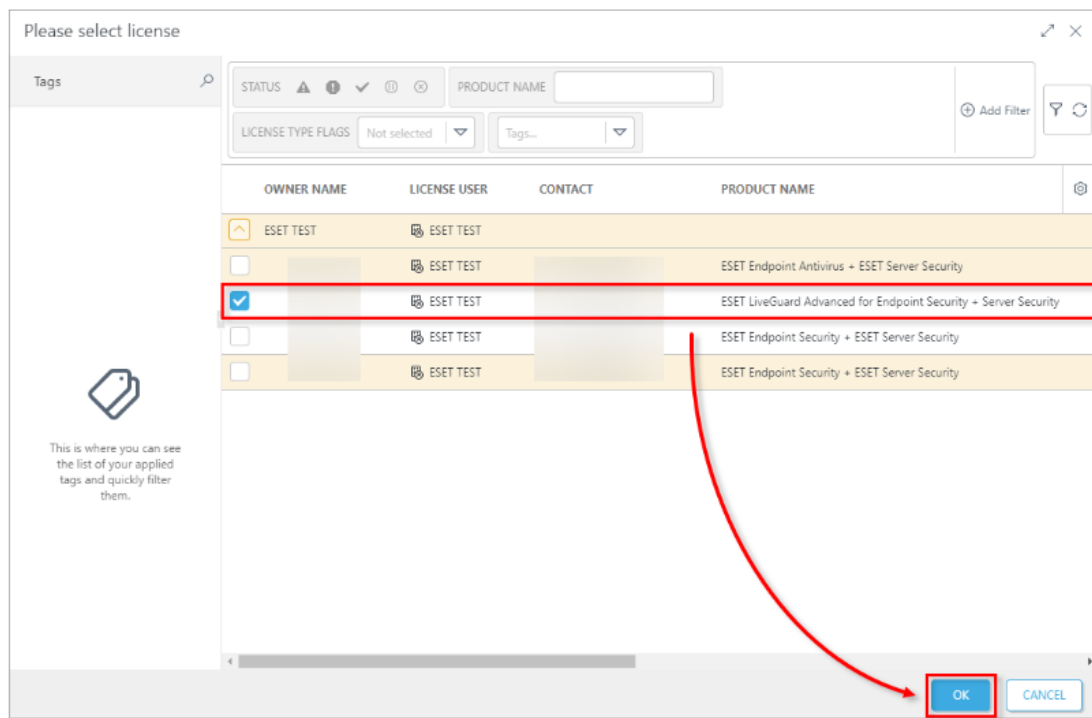 Please select license
Tags
STATUS
PRODUCT NAME
Add Filter
LICENSE TYPE FLAGS Not selected
Tags...
OWNER NAME LICENSE USER CONTACT PRODUCT NAME
ESET TEST ESET TEST
ESET TEST ESET Endpoint Antivirus + ESET Server Security
ESET TEST ESET LiveGuard Advanced for Endpoint Security + Server Security
ESET TEST ESET Endpoint Security + ESET Server Security
ESET TEST ESET Endpoint Security + ESET Server Security
This is where you can see
the list of your applied
tags and quickly filter
them.
OK CANCEL